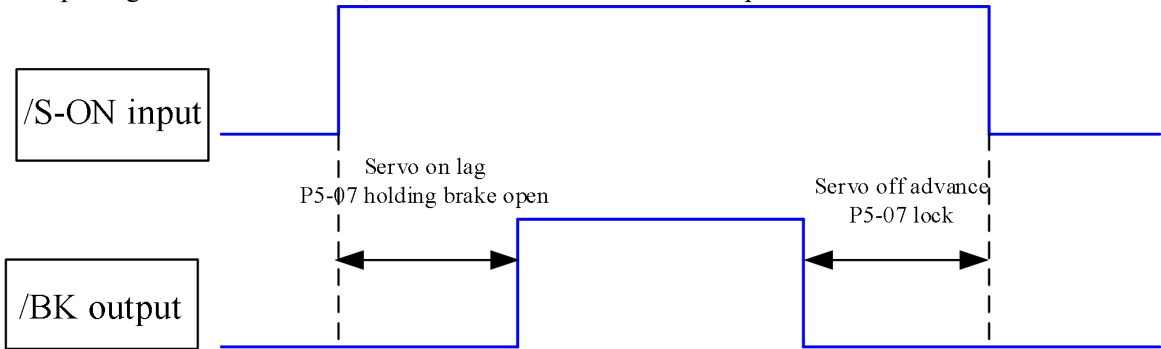 /S-ON input
Servo on lag
P5-07 holding brake open
Servo off advance
P5-07 lock
/BK output